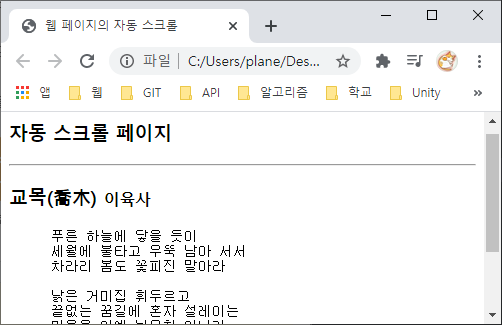 웹 페이지의 자동 스크롤
파일 C:/Users/plane/Des...
앱 웹 GIT API 알고리즘 학교 Unity »
자동 스크롤 페이지
교목(喬木) 이육사
푸른 하늘에 닿을 듯이
세월에 불타고 우뚝 남아 서서
차라리 봄도 꽃피진 말아라
낡은 거미집 휘두르고
끝없는 꿈길에 혼자 설레이는